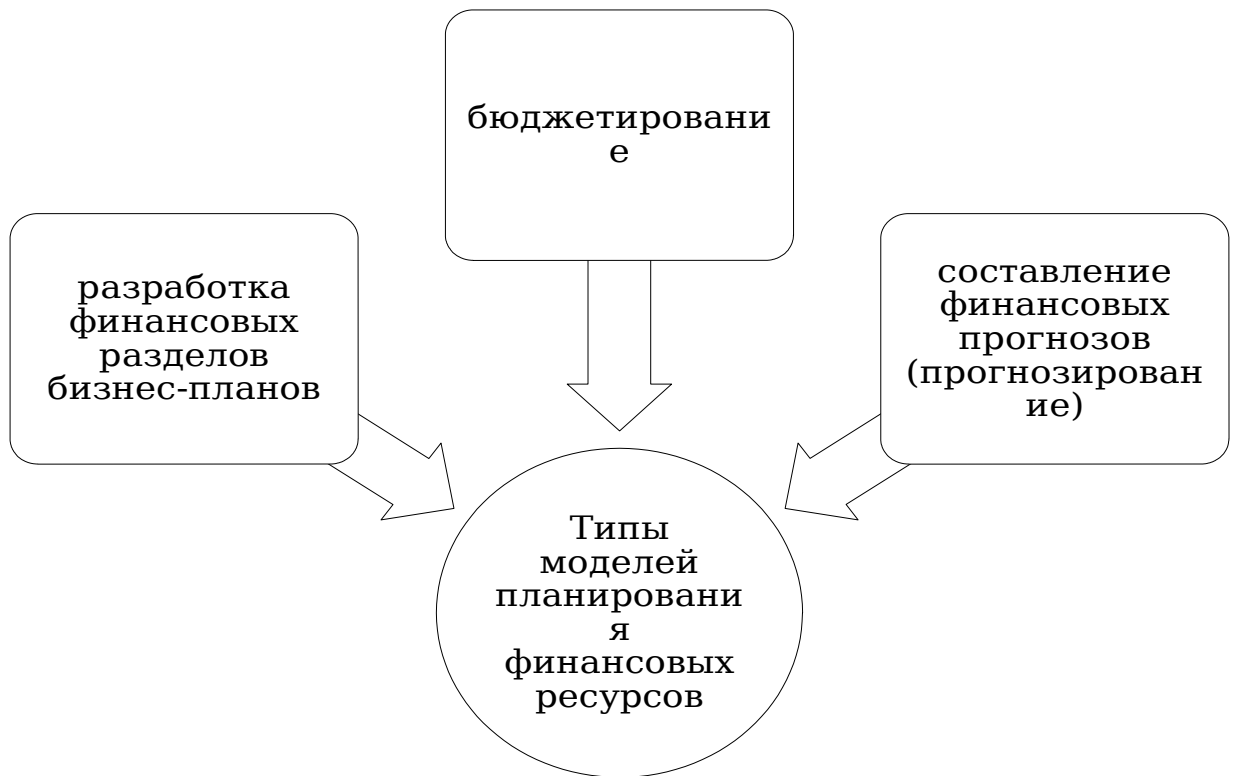 бюджетировани
е
разработка
финансовых
разделов
бизнес-планов
составление
финансовых
прогнозов
(прогнозирован
ие)
Типы
моделей
планировани
я
финансовых
ресурсов